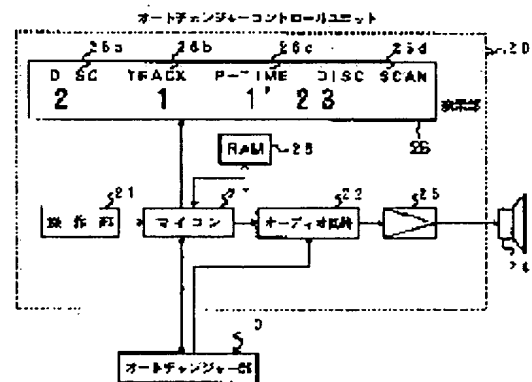 オートチェンジャーコントロールユニット
26a 26b 26c 26d 20
DISC TRACK P-TIME DISC SCAN
2 1 1' 23
表示部
26
RAM 28
21 22 25
操作部 マイコン オーディオ回路
24
オートチェンジャー部